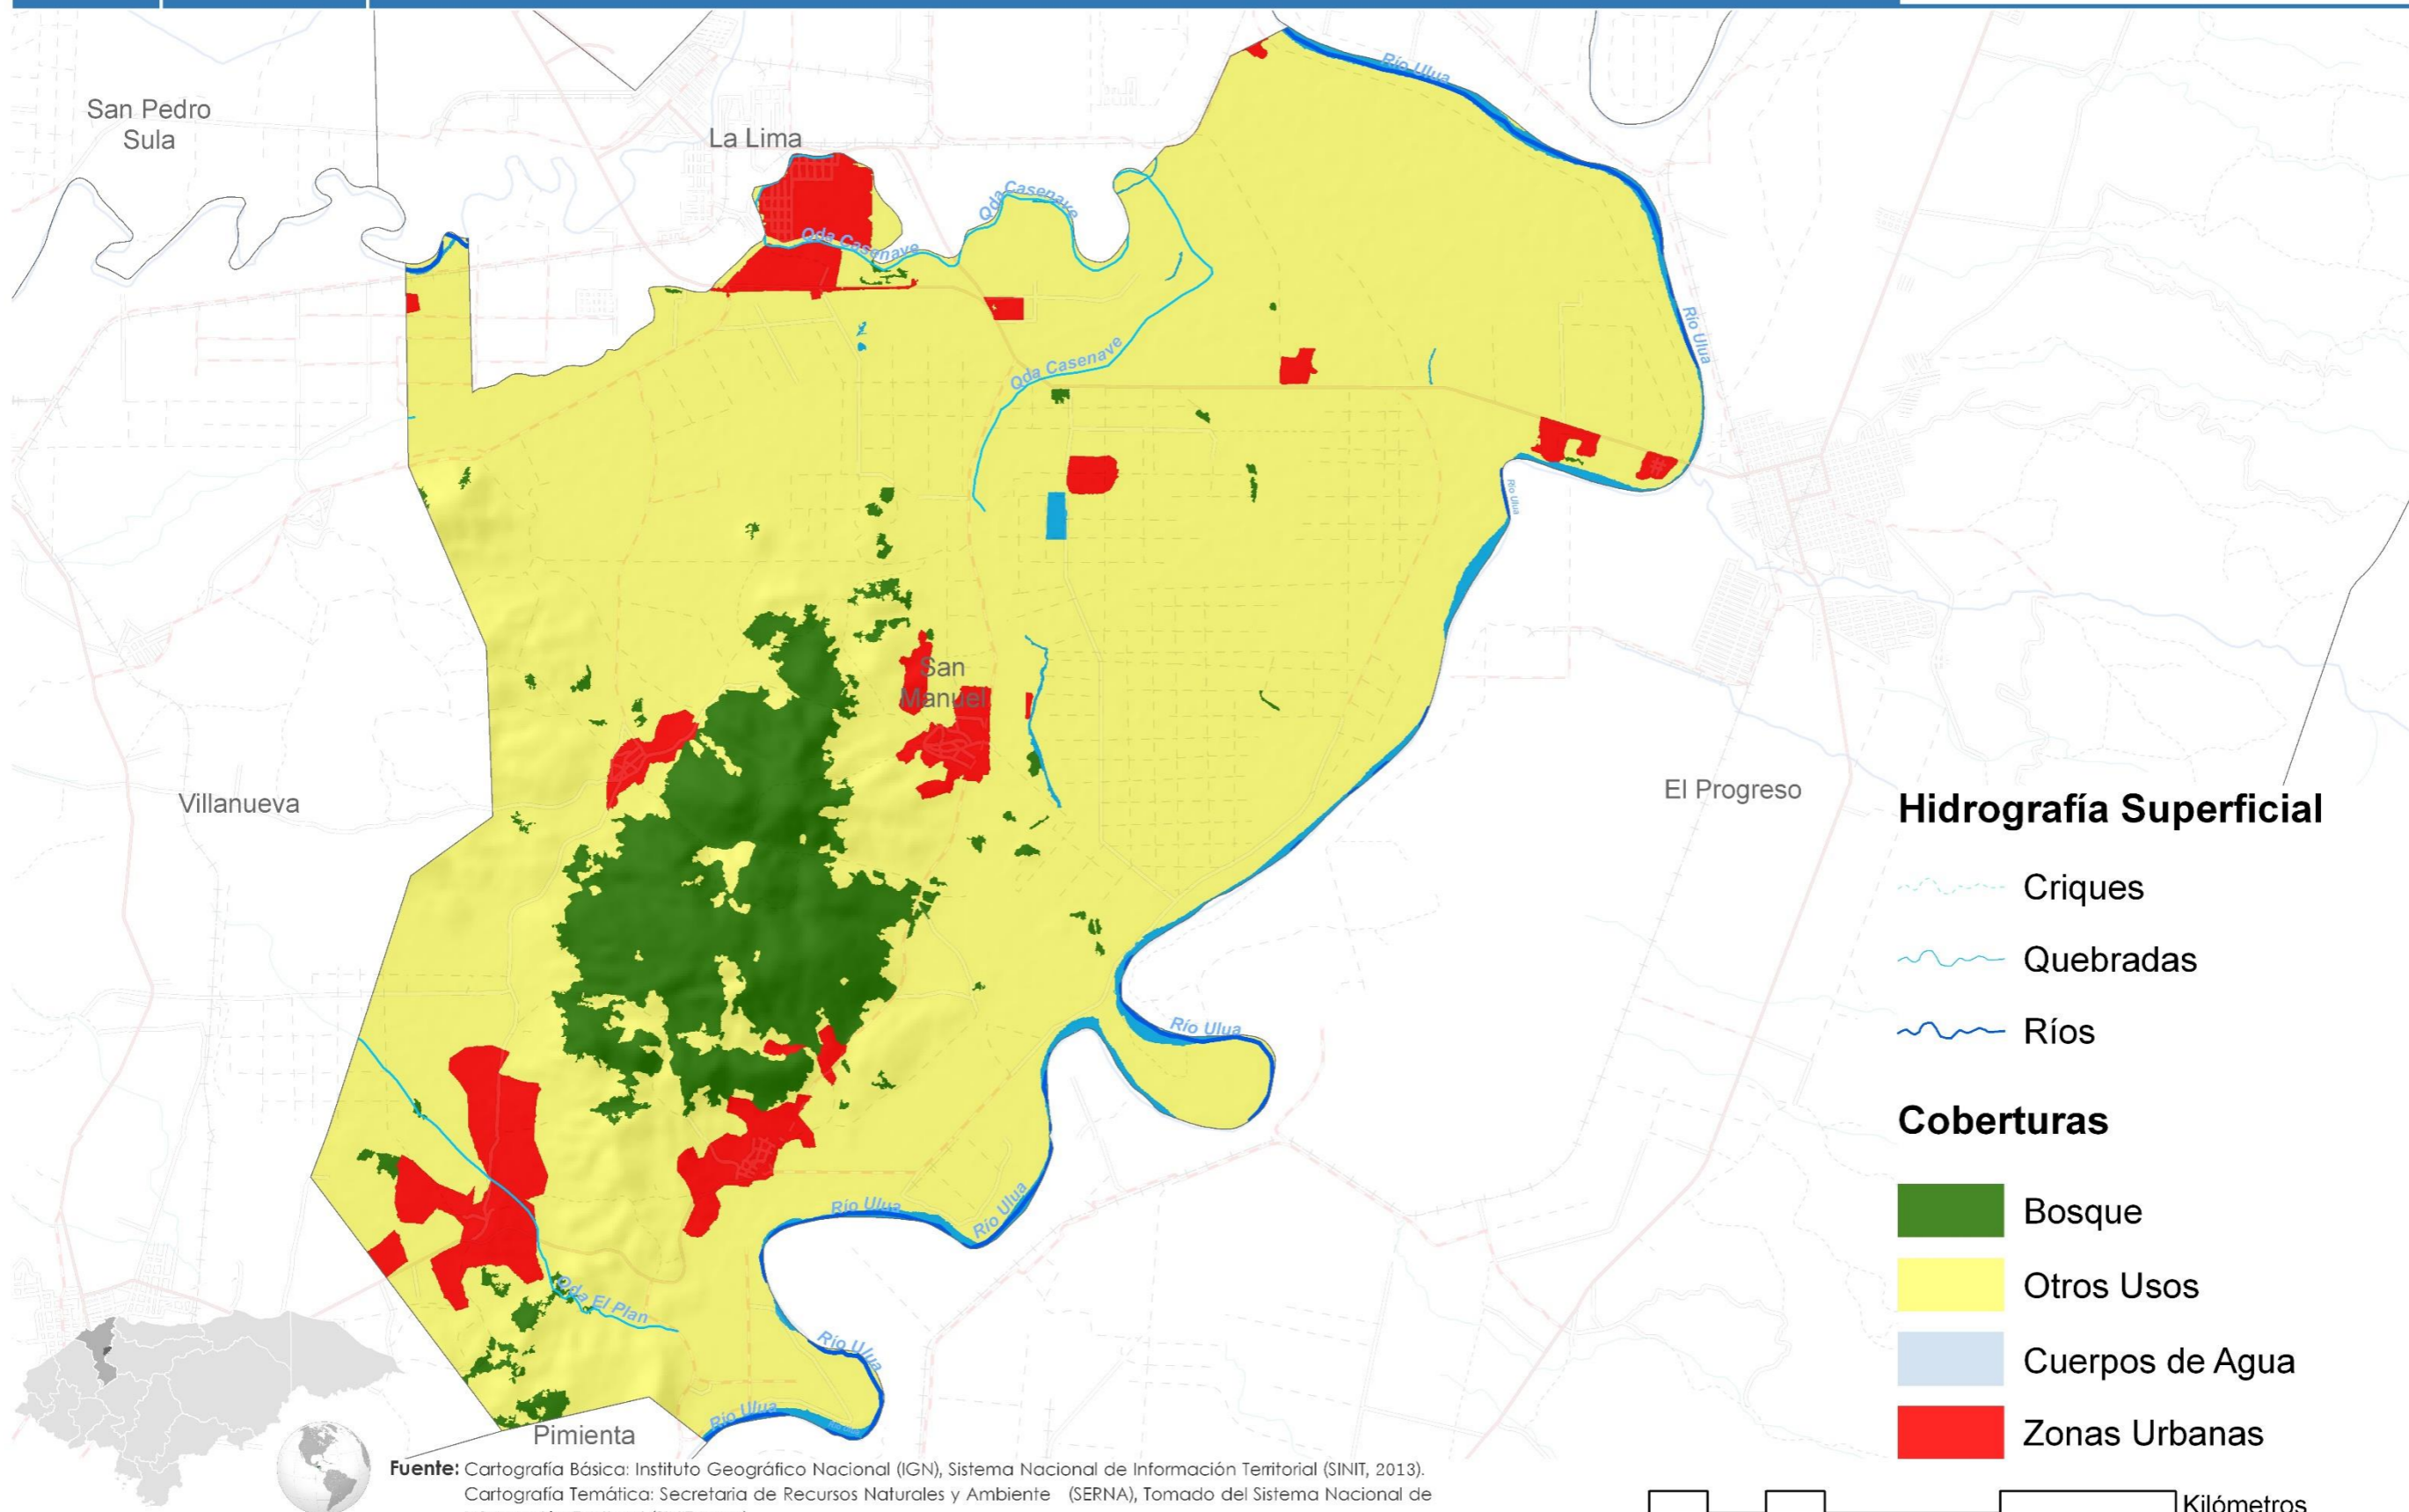 San Pedro
Sula
La Lima
Río Ulua
Qda Casenave
Qda Casenave
Río Ulua
Qda Casenave
Río Ulua
San
Manuel
Villanueva
El Progreso
Río Ulua
Río Ulua
Río Ulua
Qda El Plan
Río Ulua
Río Ulua
Pimienta
Hidrografía Superficial
Criques
Quebradas
Ríos
Coberturas
Bosque
Otros Usos
Cuerpos de Agua
Zonas Urbanas
Kilómetros
Fuente: Cartografía Básica: Instituto Geográfico Nacional (IGN), Sistema Nacional de Información Territorial (SINIT, 2013).
Cartografía Temática: Secretaria de Recursos Naturales y Ambiente (SERNA), Tomado del Sistema Nacional de